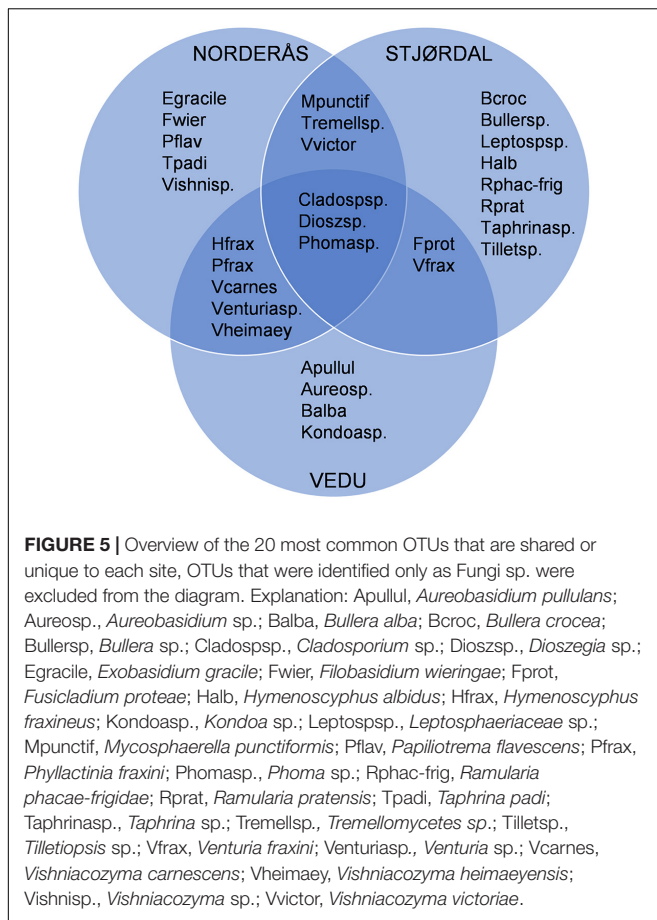 NORDERÅS
STJØRDAL
Egracile
Fwier
Pflav
Tpadi
Vishnisp.
Mpunctif
Tremellsp.
Vvictor
Bcroc
Bullersp.
Leptospsp.
Halb
Rphac-frig
Rprat
Taphrinasp.
Tilletsp.
Cladospsp.
Dioszsp.
Phomasp.
Hfrax
Pfrax
Vcarnes
Venturiasp.
Vheimaey
Fprot
Vfrax
Apullul
Aureosp.
Balba
Kondoasp.
VEDU
FIGURE 5 | Overview of the 20 most common OTUs that are shared or
unique to each site, OTUs that were identified only as Fungi sp. were
excluded from the diagram. Explanation: Apullul, Aureobasidium pullulans;
Aureosp., Aureobasidium sp.; Balba, Bullera alba; Bcroc, Bullera crocea;
Bullersp, Bullera sp.; Cladospsp., Cladosporium sp.; Dioszsp., Dioszegia sp.;
Egracile, Exobasidium gracile; Fwier, Filobasidium wieringae; Fprot,
Fusicladium proteae; Halb, Hymenoscyphus albidus; Hfrax, Hymenoscyphus
fraxineus; Kondoasp., Kondoa sp.; Leptospsp., Leptosphaeriaceae sp.;
Mpunctif, Mycosphaerella punctiformis; Pflav, Papiliotrema flavescens; Pfrax,
Phyllactinia fraxini; Phomasp., Phoma sp.; Rphac-frig, Ramularia
phacae-frigidae; Rprat, Ramularia pratensis; Tpadi, Taphrina padi;
Taphrinasp., Taphrina sp.; Tremellsp., Tremellomycetes sp.; Tilletsp.,
Tilletiopsis sp.; Vfrax, Venturia fraxini; Venturiasp., Venturia sp.; Vcarnes,
Vishniacozyma carnescens; Vheimaey, Vishniacozyma heimaeyensis;
Vishnisp., Vishniacozyma sp.; Vvictor, Vishniacozyma victoriae.